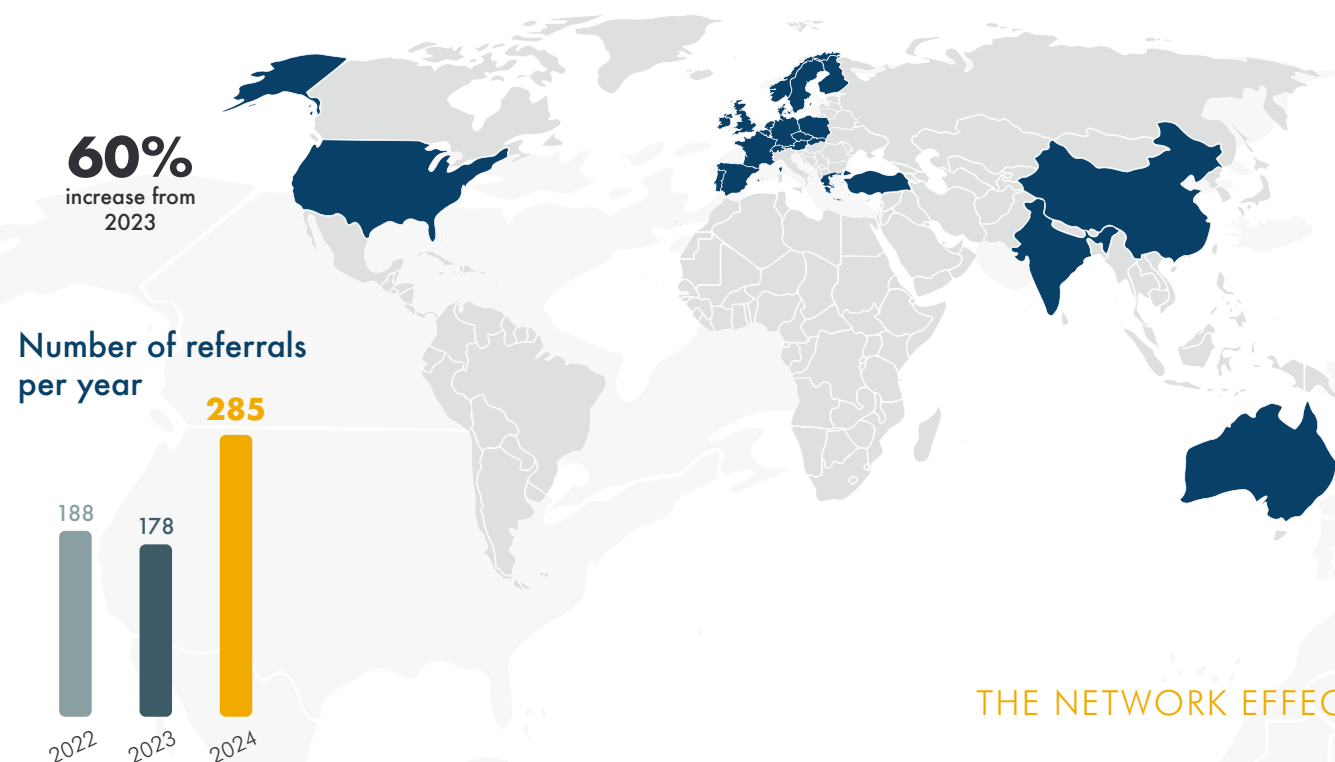 60%
increase from
2023
Number of referrals
per year
285
188
178
2022
2023
2024
THE NETWORK EFFEC